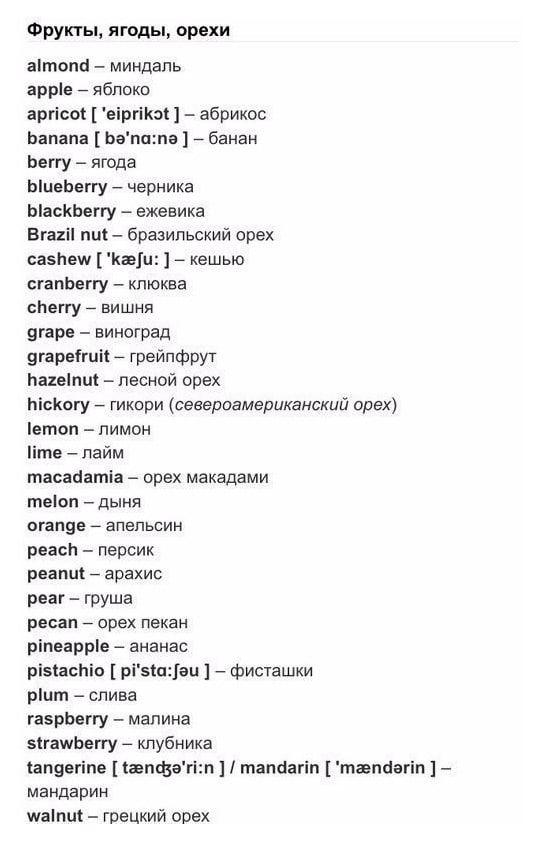 Фрукты, ягоды, орехи
almond – миндаль
apple – яблоко
apricot [ 'eiprikɔt ] – абрикос
banana [ bə'nɑ:nə ] – банан
berry – ягода
blueberry – черника
blackberry – ежевика
Brazil nut – бразильский орех
cashew [ 'kæʃu: ] – кешью
cranberry – клюква
cherry – вишня
grape – виноград
grapefruit – грейпфрут
hazelnut – лесной орех
hickory – гикори (североамериканский орех)
lemon – лимон
lime – лайм
macadamia – орех макадами
melon – дыня
orange – апельсин
peach – персик
peanut – арахис
pear – груша
pecan – орех пекан
pineapple – ананас
pistachio [ pi'stɑ:ʃəu ] – фисташки
plum – слива
raspberry – малина
strawberry – клубника
tangerine [ tænʤə'ri:n ] / mandarin [ 'mændərin ] –
мандарин
walnut – грецкий орех